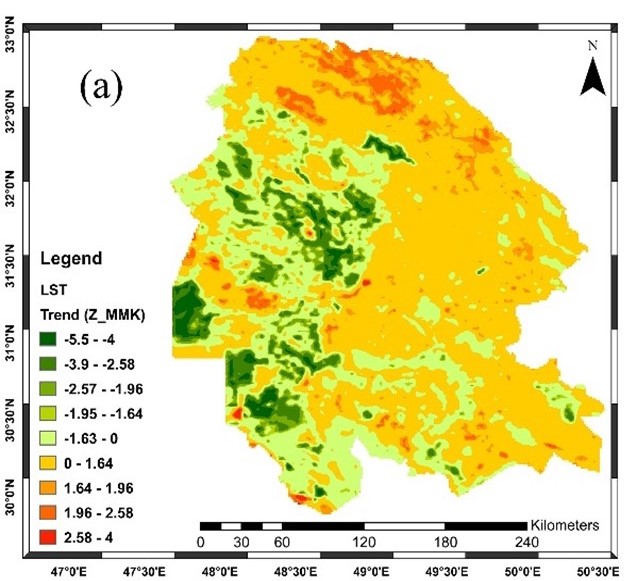 (a)
N
33°0'N
32°30'N
32°0'N
31°30'N
31°0'N
30°30'N
30°0'N
Legend
LST
Trend (Z_MMK)
-5.5 - -4
-3.9 - -2.58
-2.57 - -1.96
-1.95 - -1.64
-1.63 - 0
0 - 1.64
1.64 - 1.96
1.96 - 2.58
2.58 - 4
Kilometers
0 30 60 120 180 240
47°0'E 47°30'E 48°0'E 48°30'E 49°0'E 49°30'E 50°0'E 50°30'E